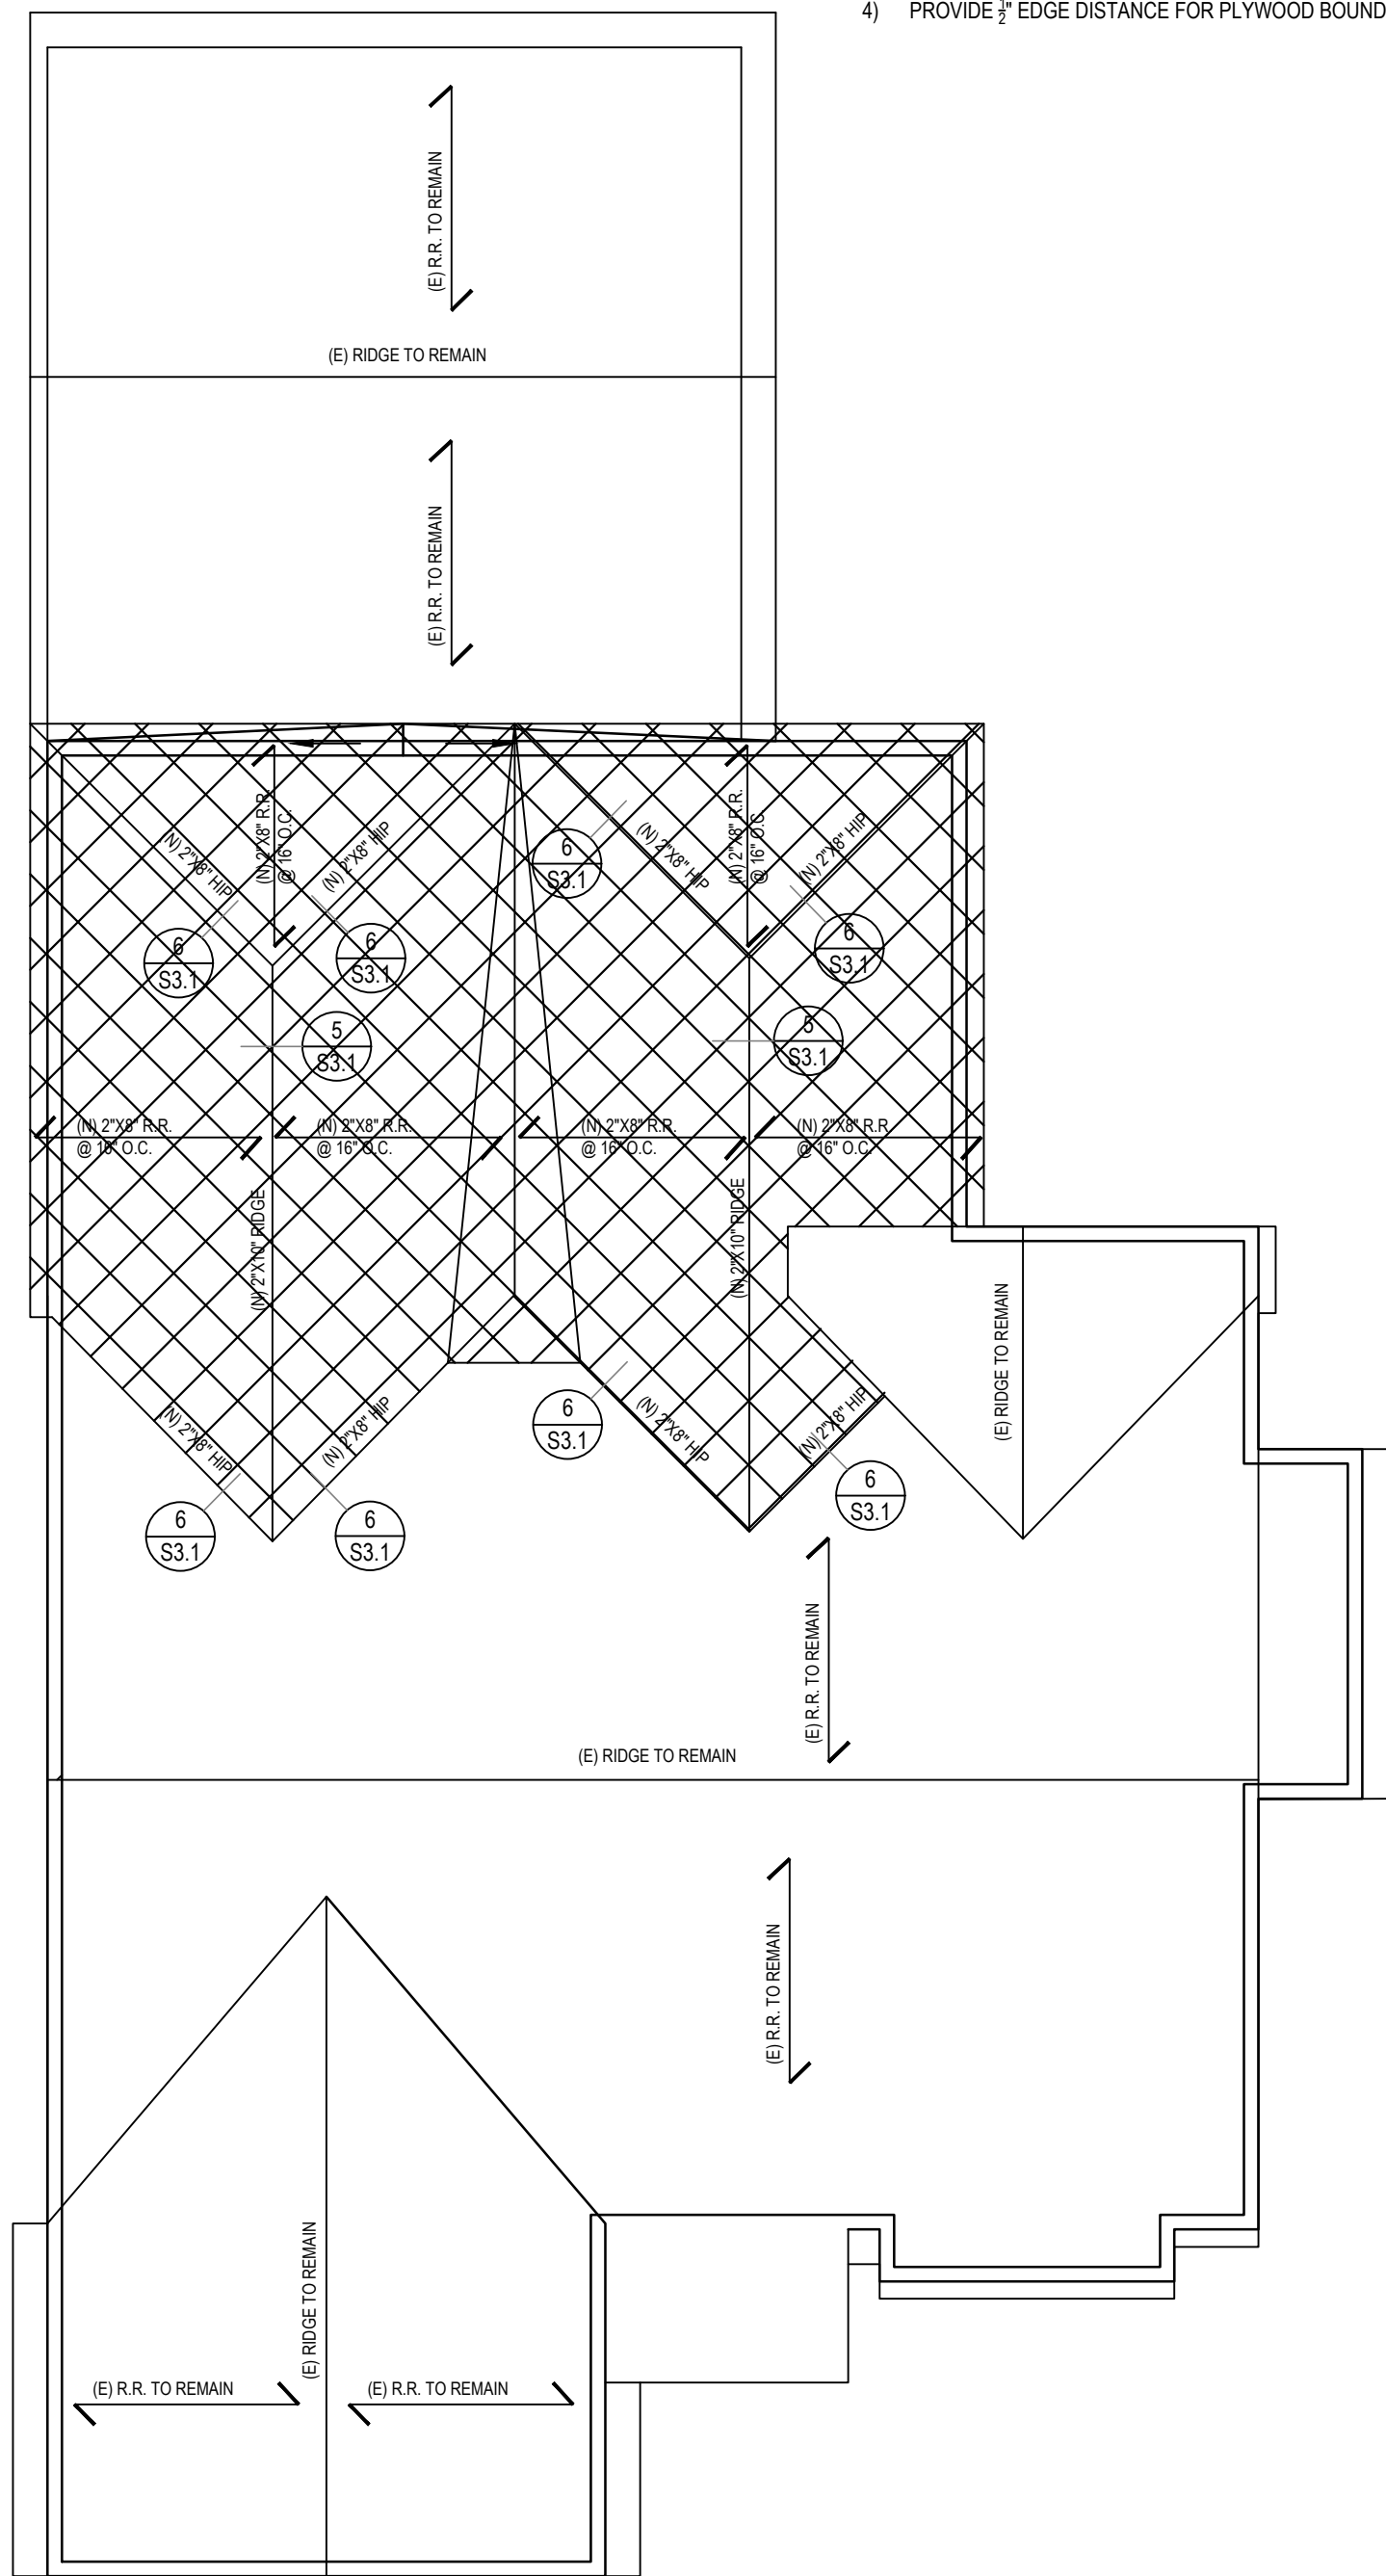 4) PROVIDE ½" EDGE DISTANCE FOR PLYWOOD BOUND
(E) R.R. TO REMAIN
(E) RIDGE TO REMAIN
(E) R.R. TO REMAIN
(N) 2"X8" HIP
(N) 2"X8" R.R.
@ 16" O.C.
(N) 2"X8" HIP
6
S3.1
(N) 2"X8" HIP
(N) 2"X8" R.R.
@ 16" O.C.
(N) 2"X8" HIP
6
S3.1
6
S3.1
6
S3.1
5
S3.1
5
S3.1
(N) 2"X8" R.R.
@ 16" O.C.
(N) 2"X8" R.R.
@ 16" O.C.
(N) 2"X8" R.R.
@ 16" O.C.
(N) 2"X8" R.R.
@ 16" O.C.
(N) 2"X10" RIDGE
(N) 2"X10" RIDGE
(E) RIDGE TO REMAIN
(N) 2"X8" HIP
(N) 2"X8" HIP
6
S3.1
(N) 2"X8" HIP
(N) 2"X8" HIP
6
S3.1
6
S3.1
6
S3.1
(E) R.R. TO REMAIN
(E) RIDGE TO REMAIN
(E) R.R. TO REMAIN
(E) RIDGE TO REMAIN
(E) R.R. TO REMAIN
(E) R.R. TO REMAIN